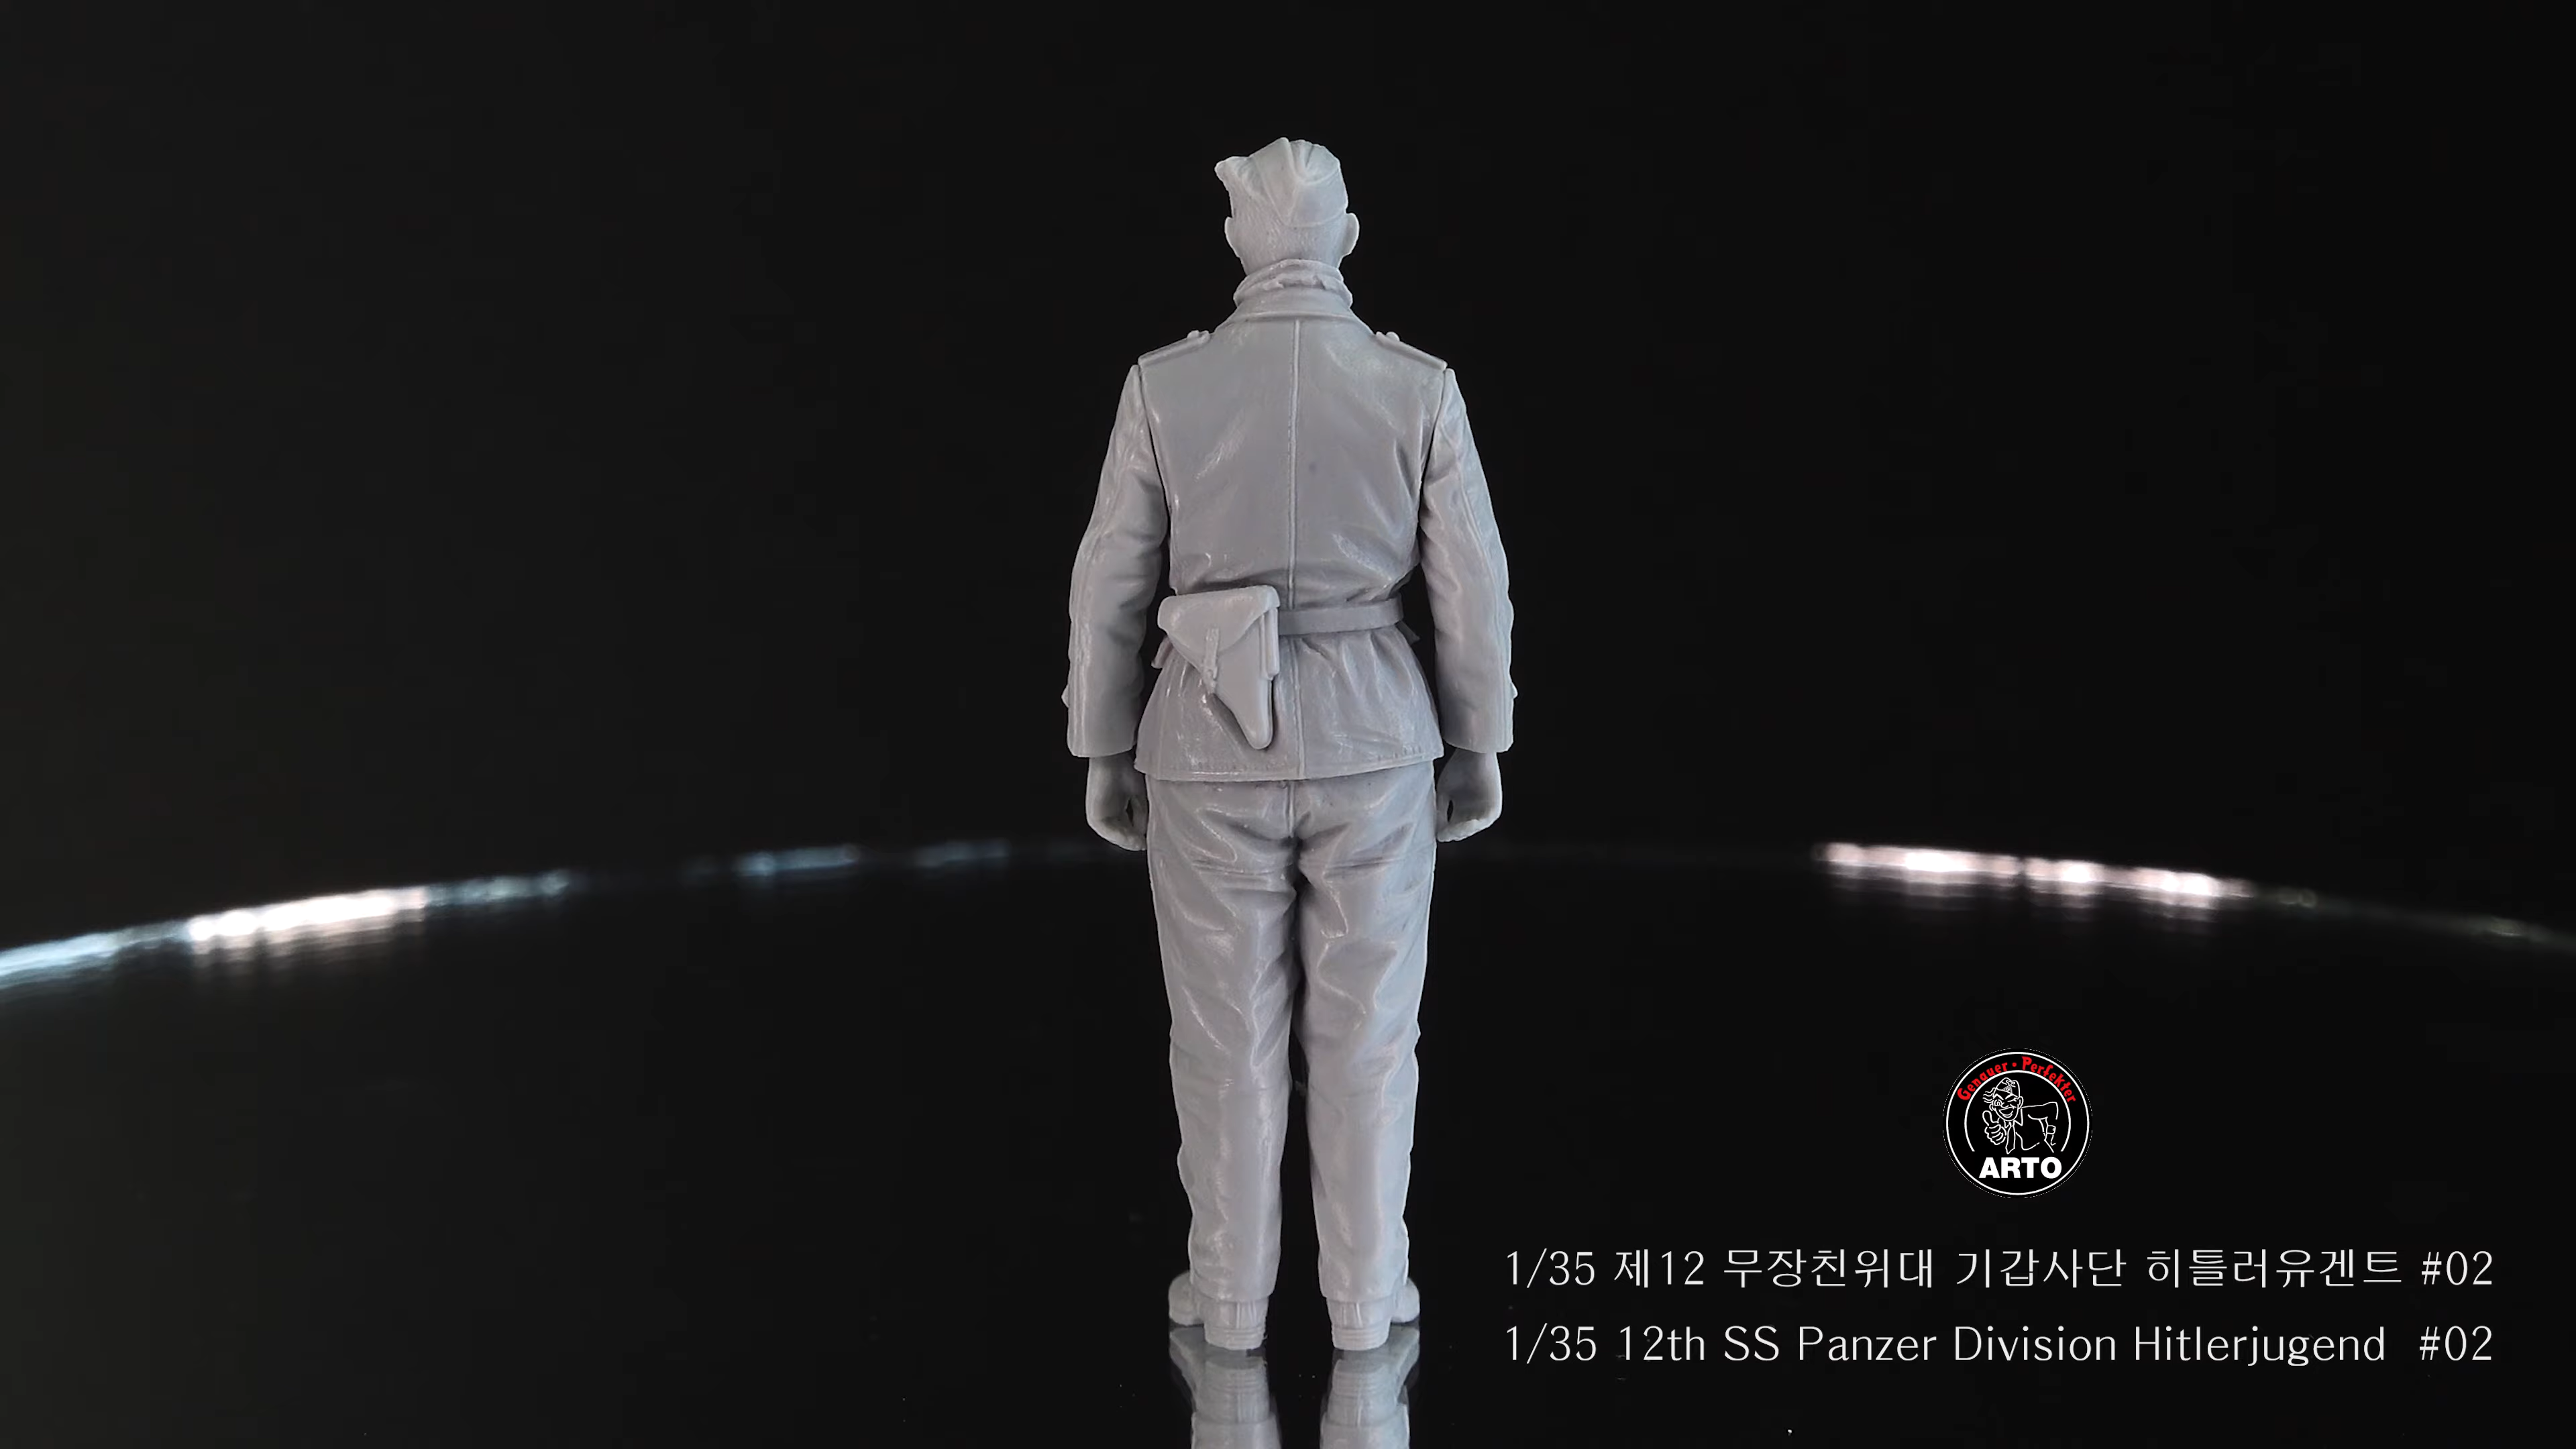 Genauer · Perfekter
ARTO
1/35 제12 무장친위대 기갑사단 히틀러유겐트 #02
1/35 12th SS Panzer Division Hitlerjugend #02